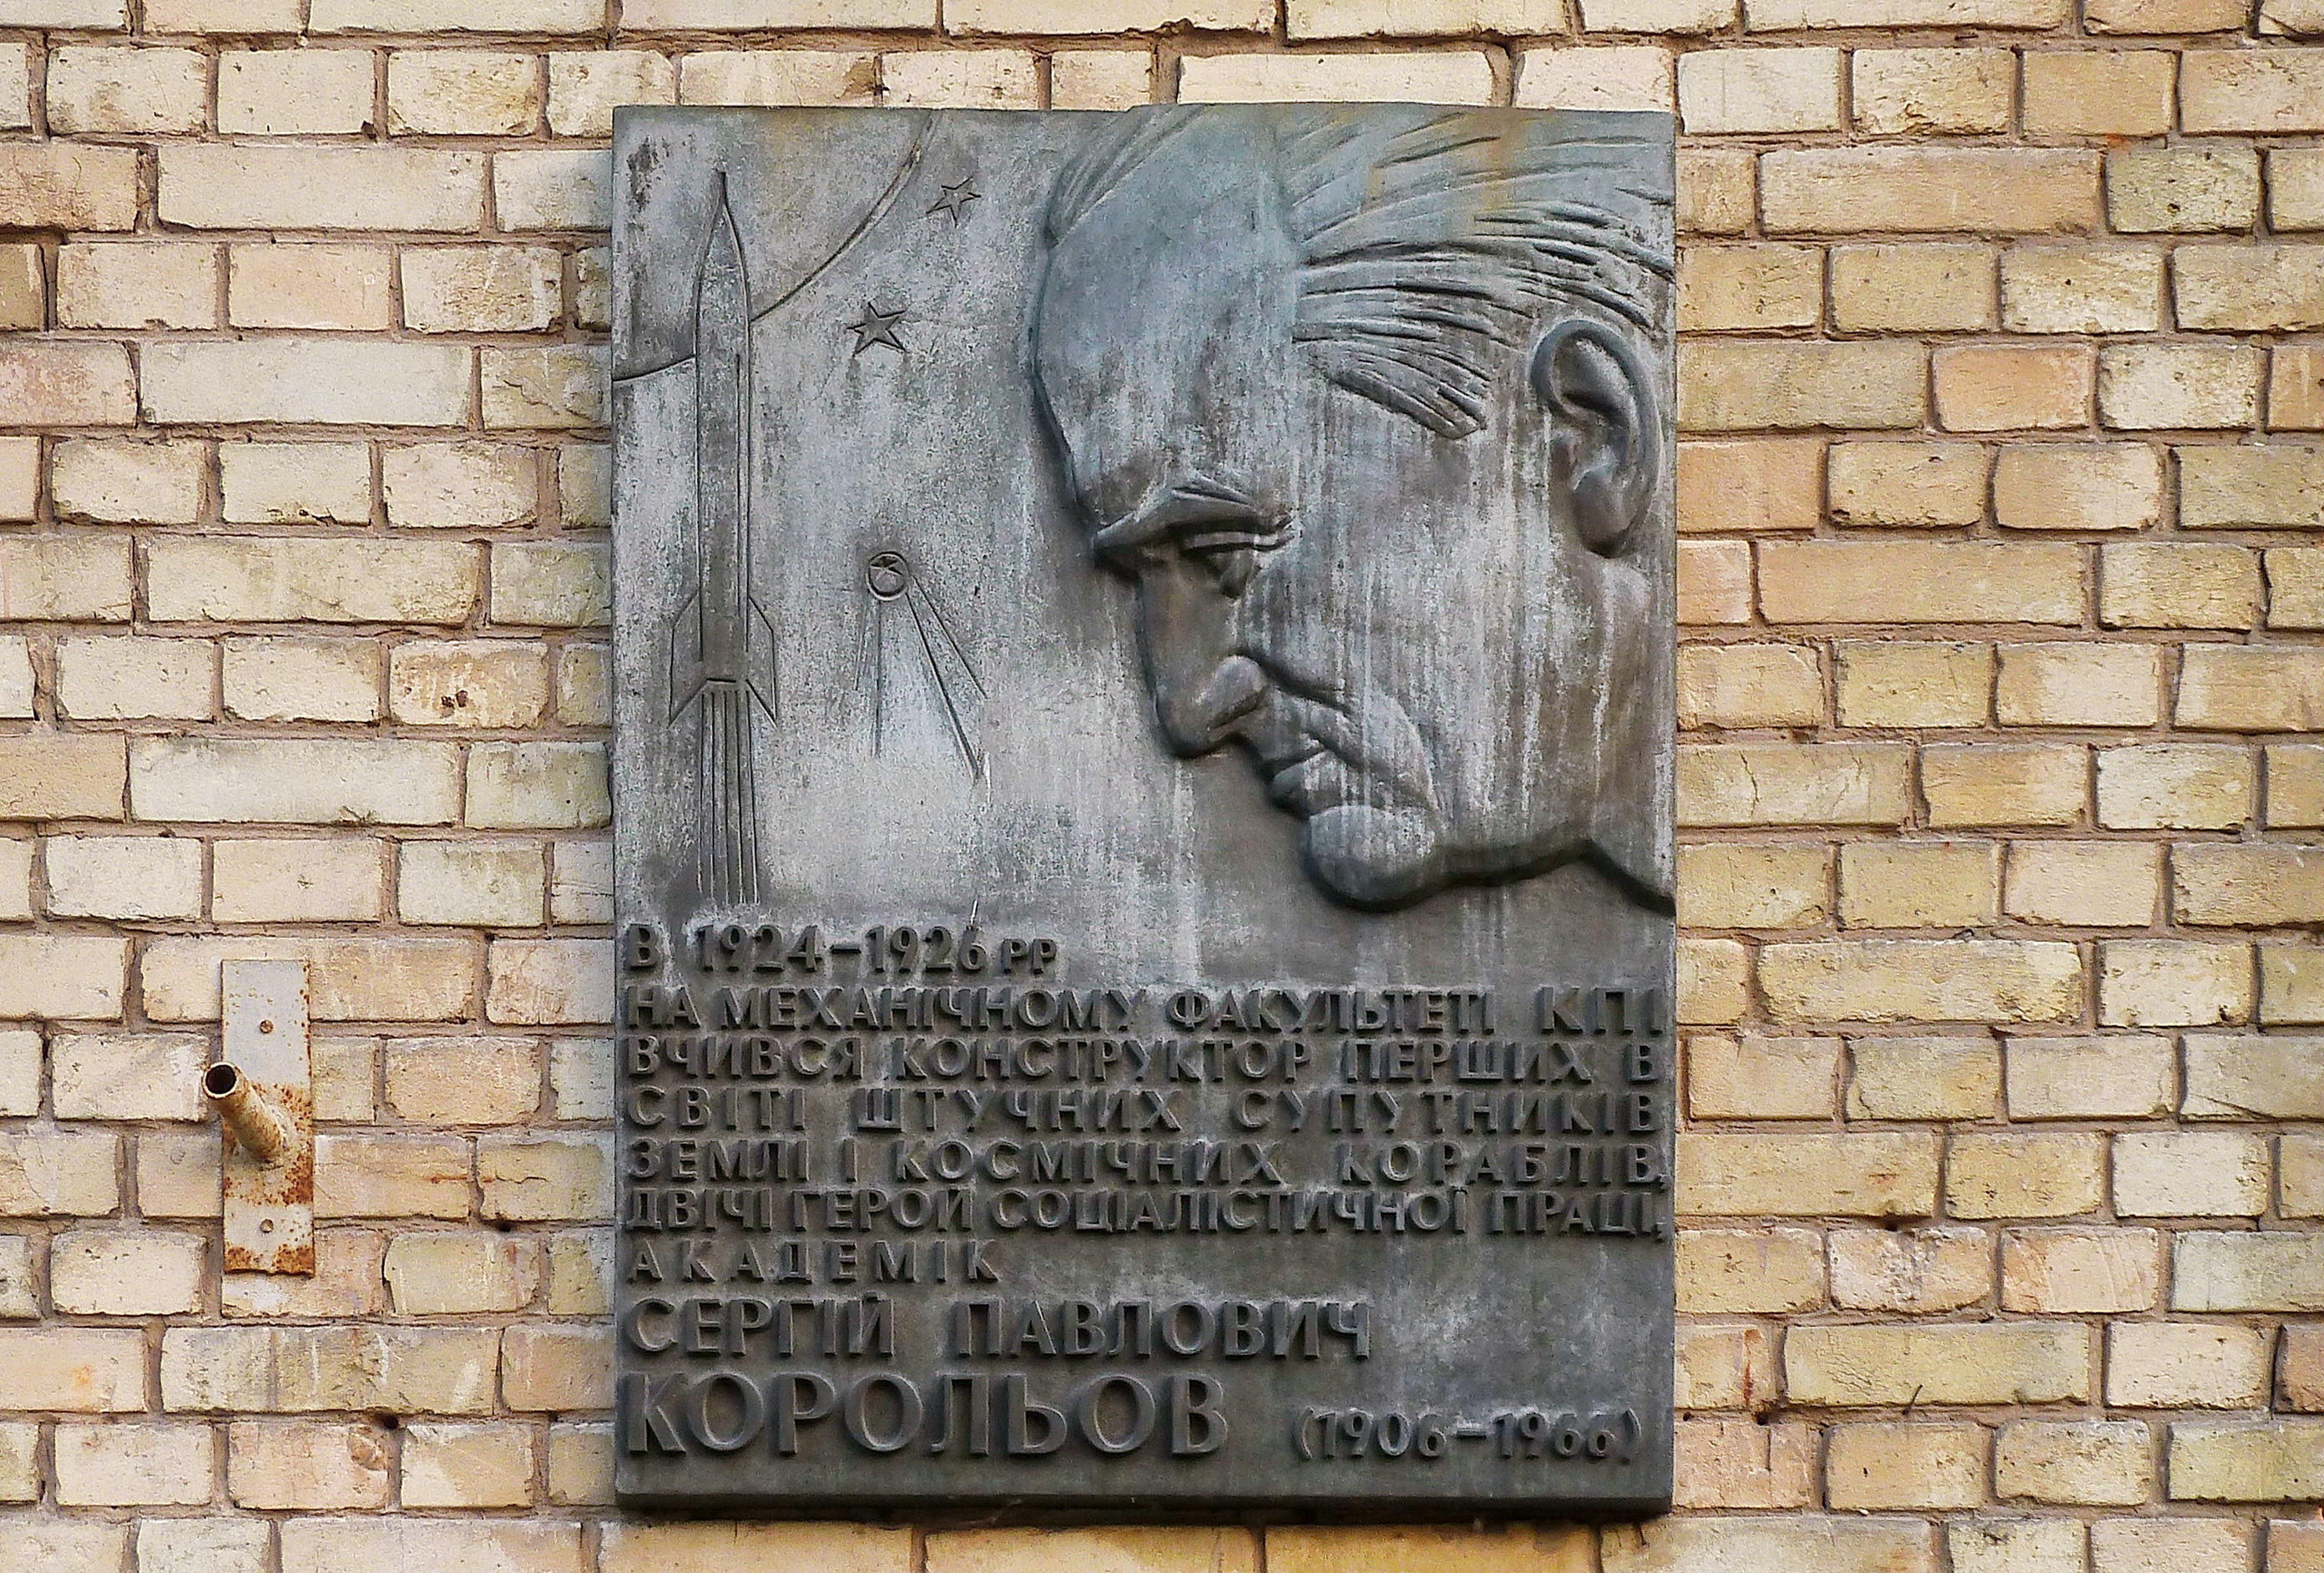 В 1924–1926 РР
НА МЕХАНІЧНОМУ ФАКУЛЬТЕТІ КПІ
ВЧИВСЯ КОНСТРУКТОР ПЕРШИХ В
СВІТІ ШТУЧНИХ СУПУТНИКІВ
ЗЕМЛІ І КОСМІЧНИХ КОРАБЛІВ,
ДВІЧІ ГЕРОЙ СОЦІАЛІСТИЧНОЇ ПРАЦІ,
АКАДЕМІК
СЕРГІЙ ПАВЛОВИЧ
КОРОЛЬОВ (1906–1966)